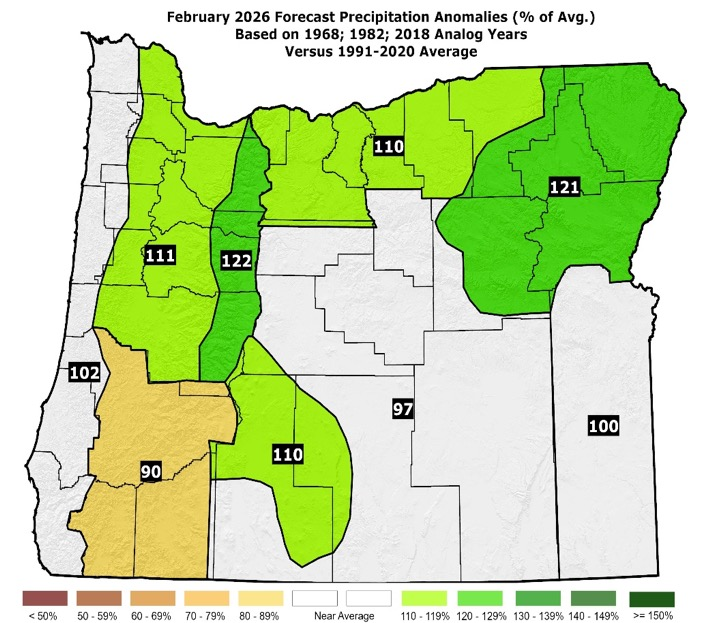 February 2026 Forecast Precipitation Anomalies (% of Avg.)
Based on 1968; 1982; 2018 Analog Years
Versus 1991-2020 Average
110
121
111
122
102
97
100
110
90
< 50%
50 - 59%
60 - 69%
70 - 79%
80 - 89%
Near Average
110 - 119%
120 - 129%
130 - 139%
140 - 149%
>= 150%